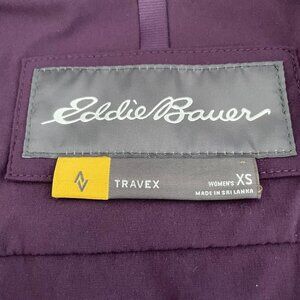 Eddie Bauer
TRAVEX
WOMEN'S XS
MADE IN SRI LANKA